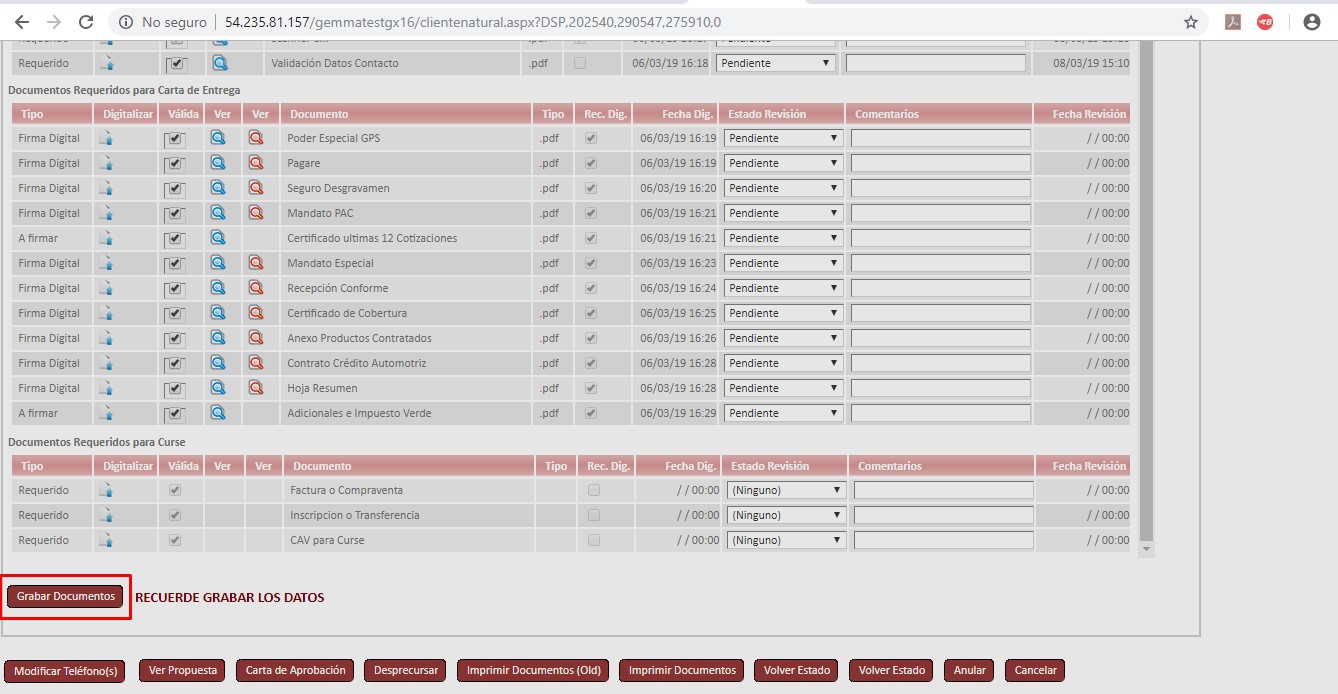 No seguro 54.235.81.157/gemmatestgx16/clientenatural.aspx?DSP,202540,290547,275910,0
Requerido Validación Datos Contacto .pdf 06/03/19 16:18 Pendiente 08/03/19 15:10
Documentos Requeridos para Carta de Entrega
Tipo Digitalizar Válida Ver Ver Documento Tipo Rec. Dig. Fecha Dig. Estado Revisión Comentarios Fecha Revisión
Firma Digital Poder Especial GPS .pdf 06/03/19 16:19 Pendiente / / 00:00
Firma Digital Pagare .pdf 06/03/19 16:19 Pendiente / / 00:00
Firma Digital Seguro Desgravamen .pdf 06/03/19 16:20 Pendiente / / 00:00
Firma Digital Mandato PAC .pdf 06/03/19 16:21 Pendiente / / 00:00
A firmar Certificado ultimas 12 Cotizaciones .pdf 06/03/19 16:21 Pendiente / / 00:00
Firma Digital Mandato Especial .pdf 06/03/19 16:23 Pendiente / / 00:00
Firma Digital Recepción Conforme .pdf 06/03/19 16:24 Pendiente / / 00:00
Firma Digital Certificado de Cobertura .pdf 06/03/19 16:25 Pendiente / / 00:00
Firma Digital Anexo Productos Contratados .pdf 06/03/19 16:26 Pendiente / / 00:00
Firma Digital Contrato Crédito Automotriz .pdf 06/03/19 16:28 Pendiente / / 00:00
Firma Digital Hoja Resumen .pdf 06/03/19 16:28 Pendiente / / 00:00
A firmar Adicionales e Impuesto Verde .pdf 06/03/19 16:29 Pendiente / / 00:00
Documentos Requeridos para Curse
Tipo Digitalizar Válida Ver Ver Documento Tipo Rec. Dig. Fecha Dig. Estado Revisión Comentarios Fecha Revisión
Requerido Factura o Compraventa / / 00:00 (Ninguno) / / 00:00
Requerido Inscripcion o Transferencia / / 00:00 (Ninguno) / / 00:00
Requerido CAV para Curse / / 00:00 (Ninguno) / / 00:00
Grabar Documentos RECUERDE GRABAR LOS DATOS
Modificar Teléfono(s) Ver Propuesta Carta de Aprobación Desprecursar Imprimir Documentos (Old) Imprimir Documentos Volver Estado Volver Estado Anular Cancelar